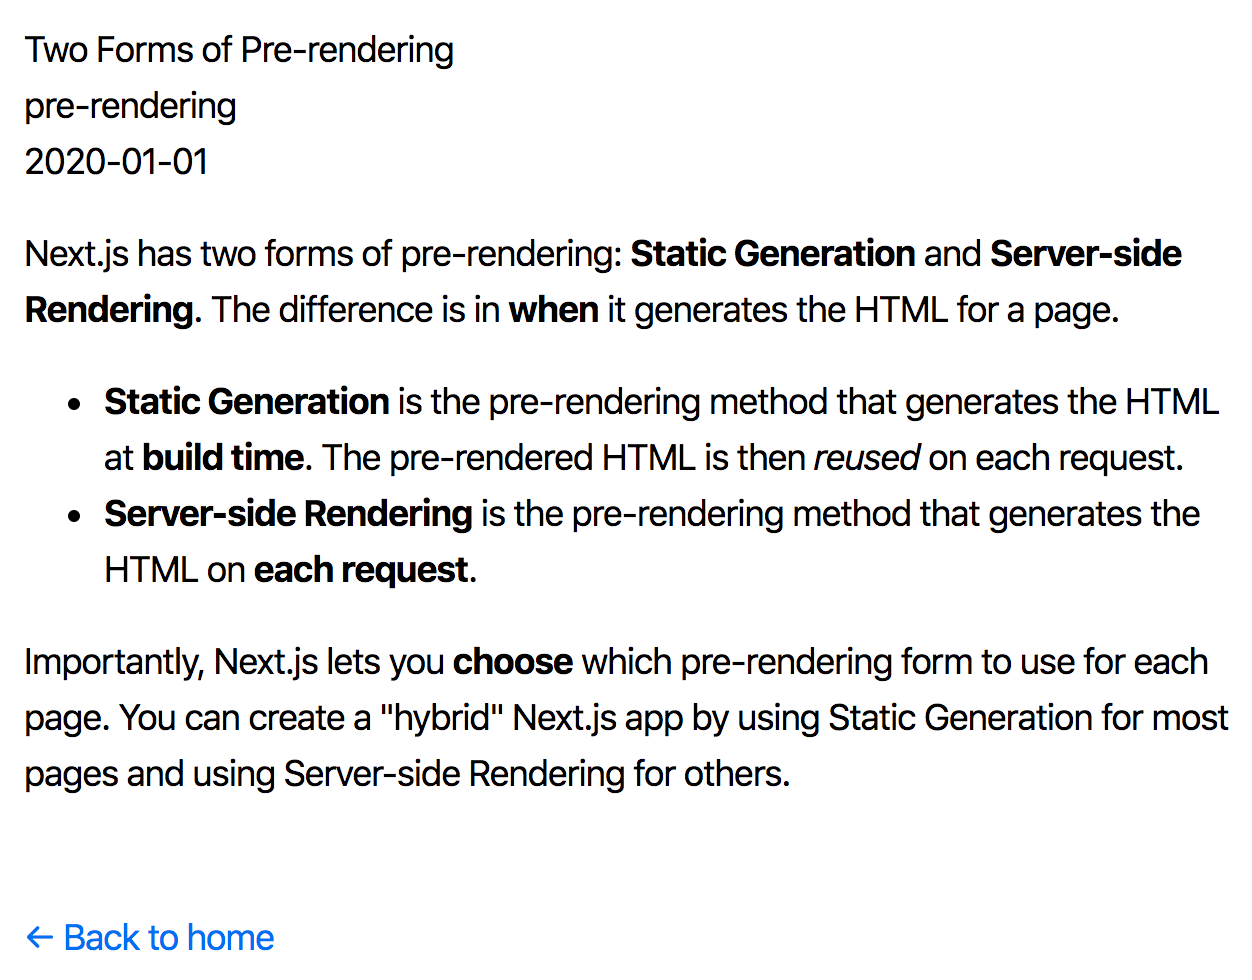 Two Forms of Pre-rendering
pre-rendering
2020-01-01
Next.js has two forms of pre-rendering: Static Generation and Server-side
Rendering. The difference is in when it generates the HTML for a page.
• Static Generation is the pre-rendering method that generates the HTML
at build time. The pre-rendered HTML is then reused on each request.
• Server-side Rendering is the pre-rendering method that generates the
HTML on each request.
Importantly, Next.js lets you choose which pre-rendering form to use for each
page. You can create a "hybrid" Next.js app by using Static Generation for most
pages and using Server-side Rendering for others.
← Back to home